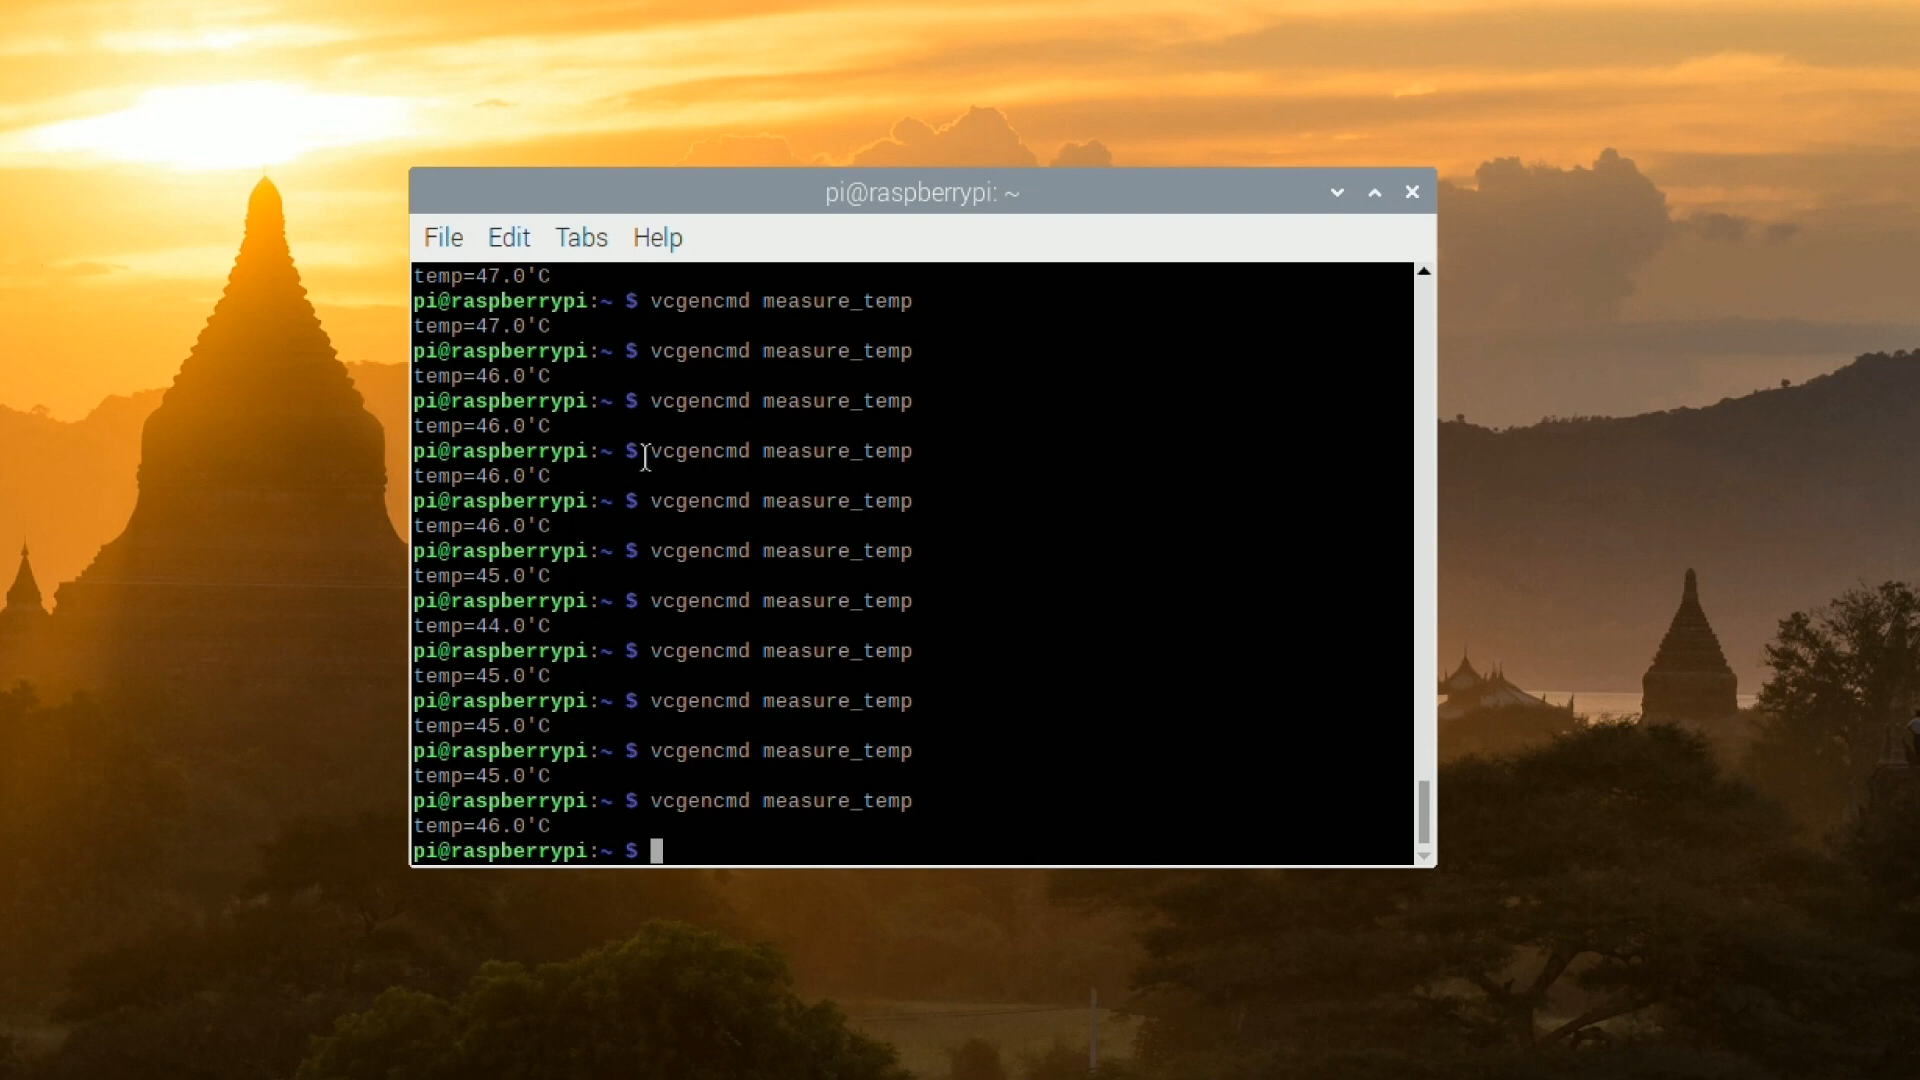 pi@raspberrypi: ~
File Edit Tabs Help
temp=47.0'C
pi@raspberrypi:~ $ vcgencmd measure_temp
temp=47.0'C
pi@raspberrypi:~ $ vcgencmd measure_temp
temp=46.0'C
pi@raspberrypi:~ $ vcgencmd measure_temp
temp=46.0'C
pi@raspberrypi:~ $ vcgencmd measure_temp
temp=46.0'C
pi@raspberrypi:~ $ vcgencmd measure_temp
temp=46.0'C
pi@raspberrypi:~ $ vcgencmd measure_temp
temp=45.0'C
pi@raspberrypi:~ $ vcgencmd measure_temp
temp=44.0'C
pi@raspberrypi:~ $ vcgencmd measure_temp
temp=45.0'C
pi@raspberrypi:~ $ vcgencmd measure_temp
temp=45.0'C
pi@raspberrypi:~ $ vcgencmd measure_temp
temp=45.0'C
pi@raspberrypi:~ $ vcgencmd measure_temp
temp=46.0'C
pi@raspberrypi:~ $